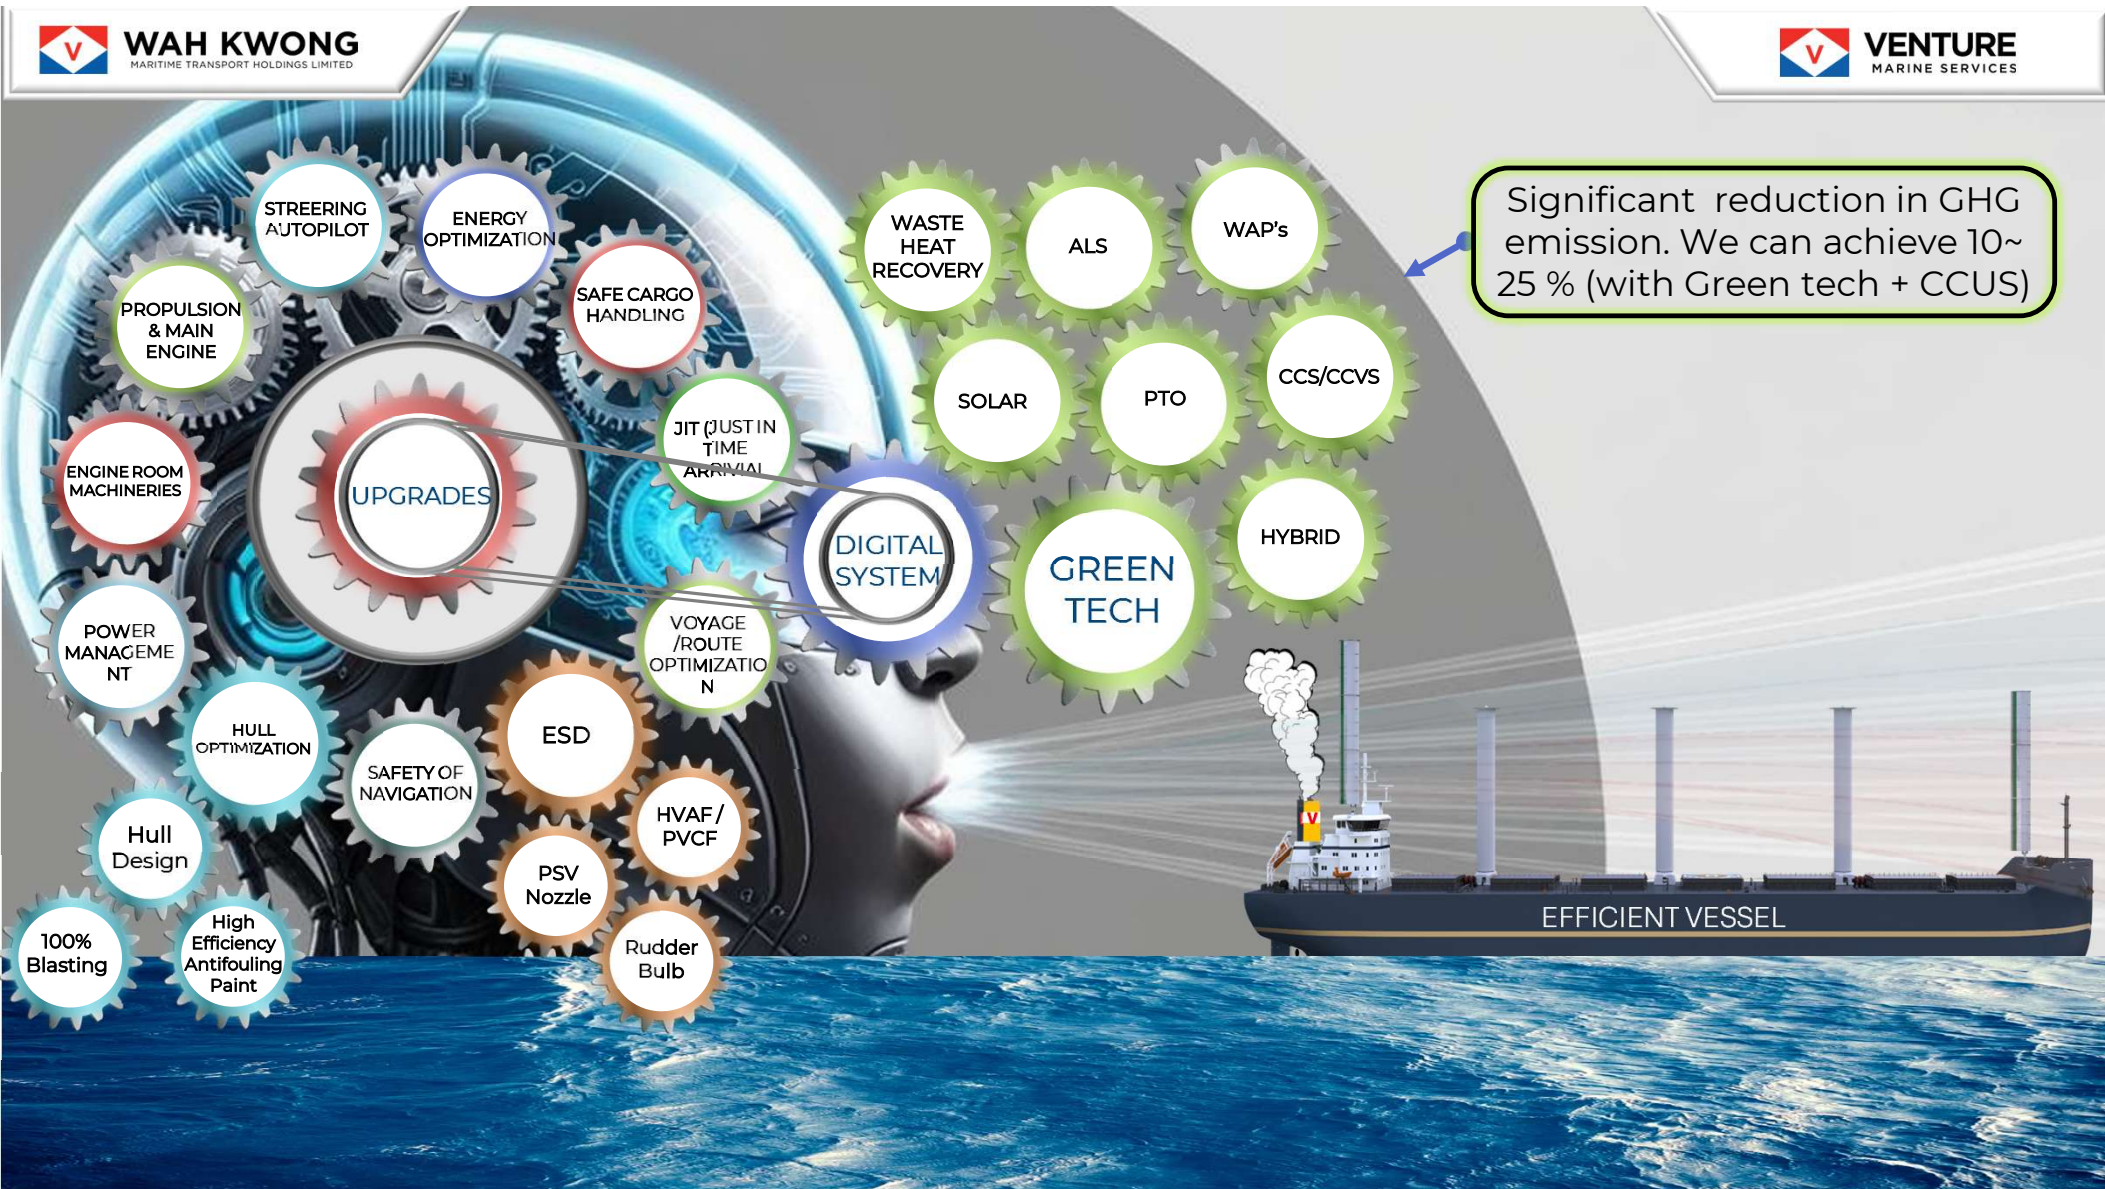 WAH KWONG
MARITIME TRANSPORT HOLDINGS LIMITED
VENTURE
MARINE SERVICES
STREERING
AUTOPILOT
ENERGY
OPTIMIZATION
SAFE CARGO
HANDLING
PROPULSION
& MAIN
ENGINE
JIT (JUST IN
TIME
ARRIVIAL
ENGINE ROOM
MACHINERIES
UPGRADES
DIGITAL
SYSTEM
POWER
MANAGEME
NT
VOYAGE
/ROUTE
OPTIMIZATIO
N
HULL
OPTIMIZATION
SAFETY OF
NAVIGATION
ESD
HVAF /
PVCF
PSV
Nozzle
Rudder
Bulb
Hull
Design
100%
Blasting
High
Efficiency
Antifouling
Paint
WASTE
HEAT
RECOVERY
ALS
WAP's
SOLAR
PTO
CCS/CCVS
HYBRID
GREEN
TECH
Significant reduction in GHG
emission. We can achieve 10~
25 % (with Green tech + CCUS)
V
EFFICIENT VESSEL